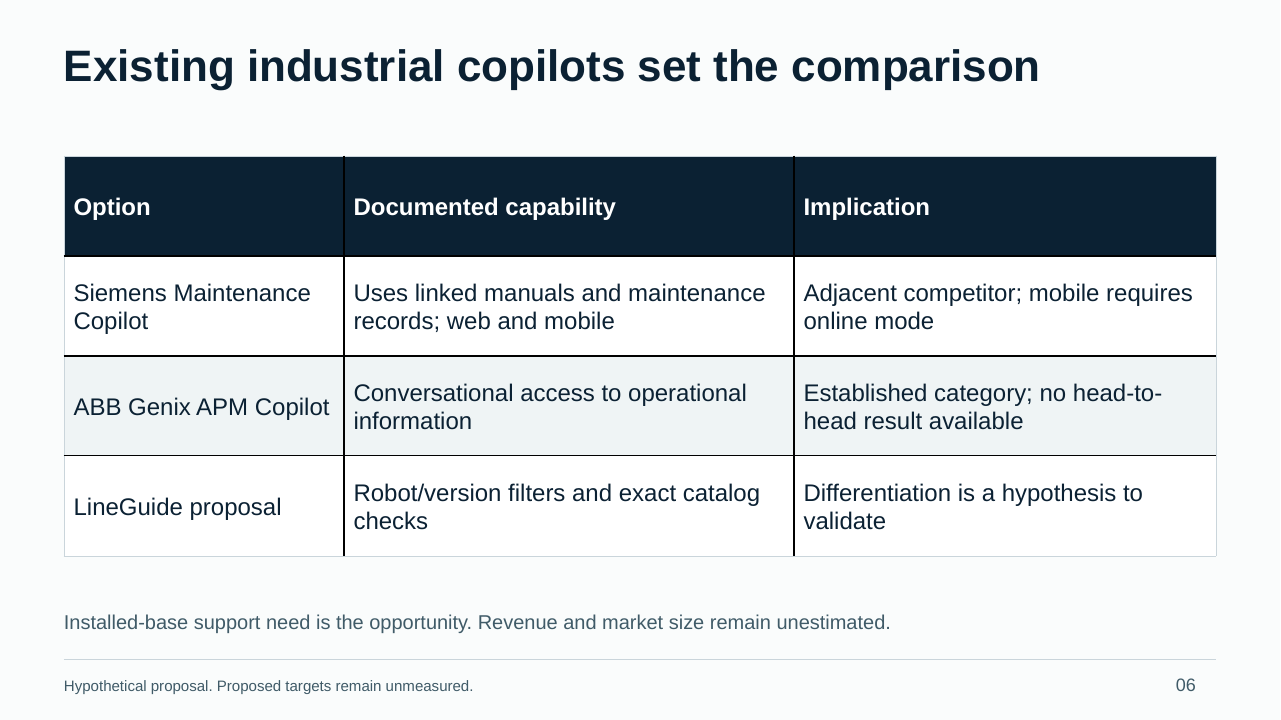 Existing industrial copilots set the comparison
Option
Documented capability
Implication
Siemens Maintenance
Copilot
Uses linked manuals and maintenance
records; web and mobile
Adjacent competitor; mobile requires
online mode
ABB Genix APM Copilot
Conversational access to operational
information
Established category; no head-to-
head result available
LineGuide proposal
Robot/version filters and exact catalog
checks
Differentiation is a hypothesis to
validate
Installed-base support need is the opportunity. Revenue and market size remain unestimated.
Hypothetical proposal. Proposed targets remain unmeasured.
06